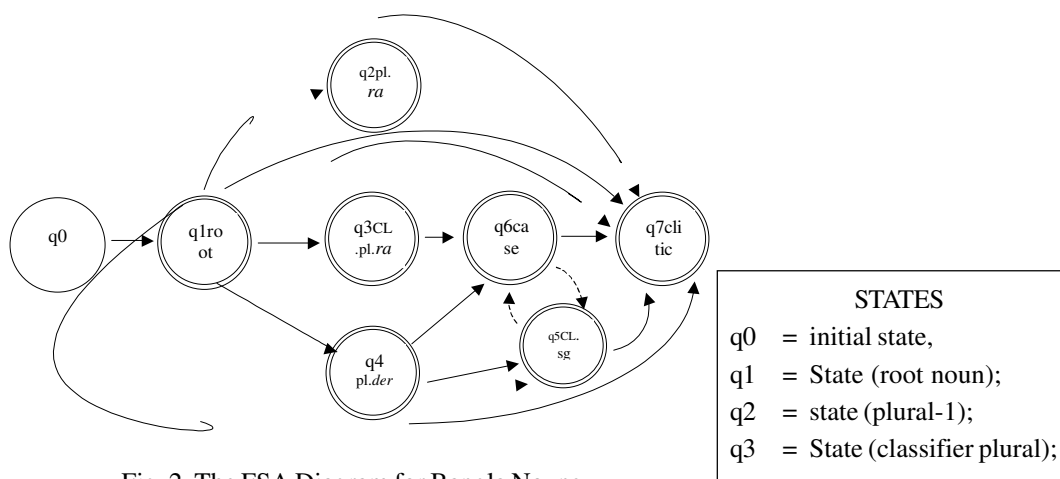 q2pl.
ra
q0
q1ro
ot
q3CL
.pl.ra
q6ca
se
q7cli
tic
q4
pl.der
q5CL.
sg
STATES
q0 = initial state,
q1 = State (root noun);
q2 = state (plural-1);
q3 = State (classifier plural);